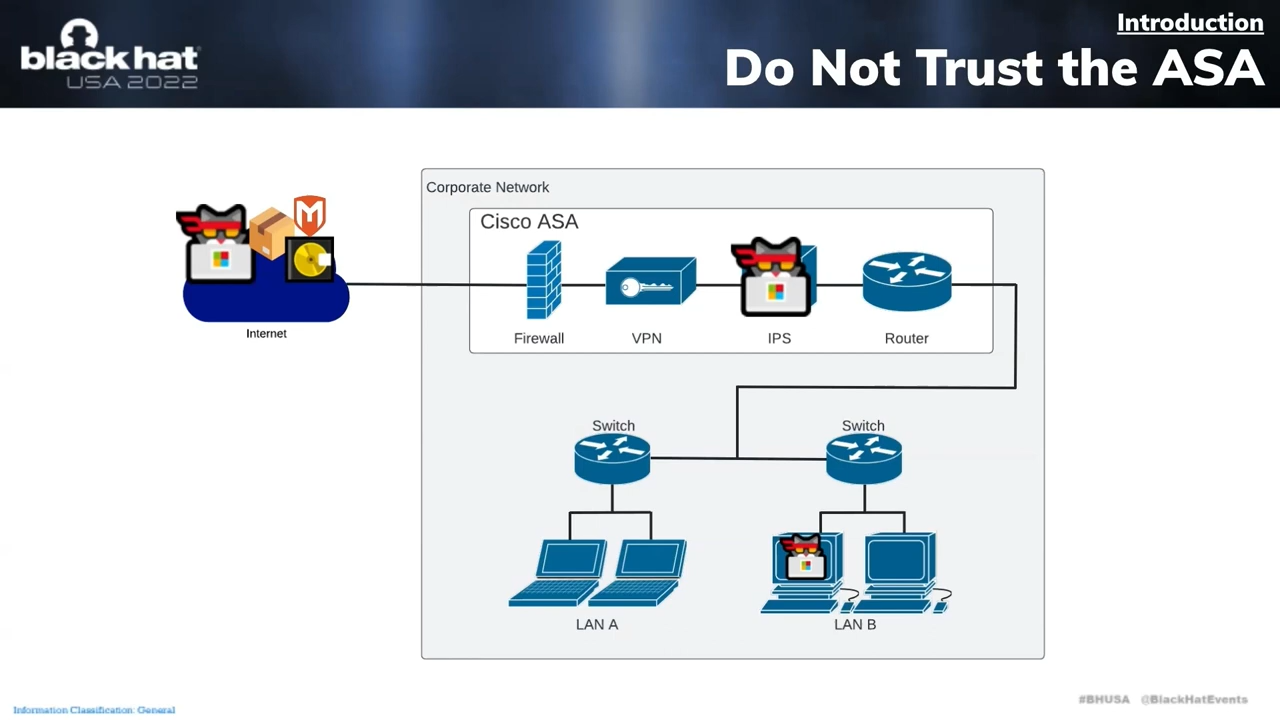 Introduction
black hat
USA 2022
Do Not Trust the ASA
Corporate Network
Cisco ASA
Firewall
VPN
IPS
Router
Internet
Switch
Switch
LAN A
LAN B
Information Classification: General
#BHUSA @BlackHatEvents